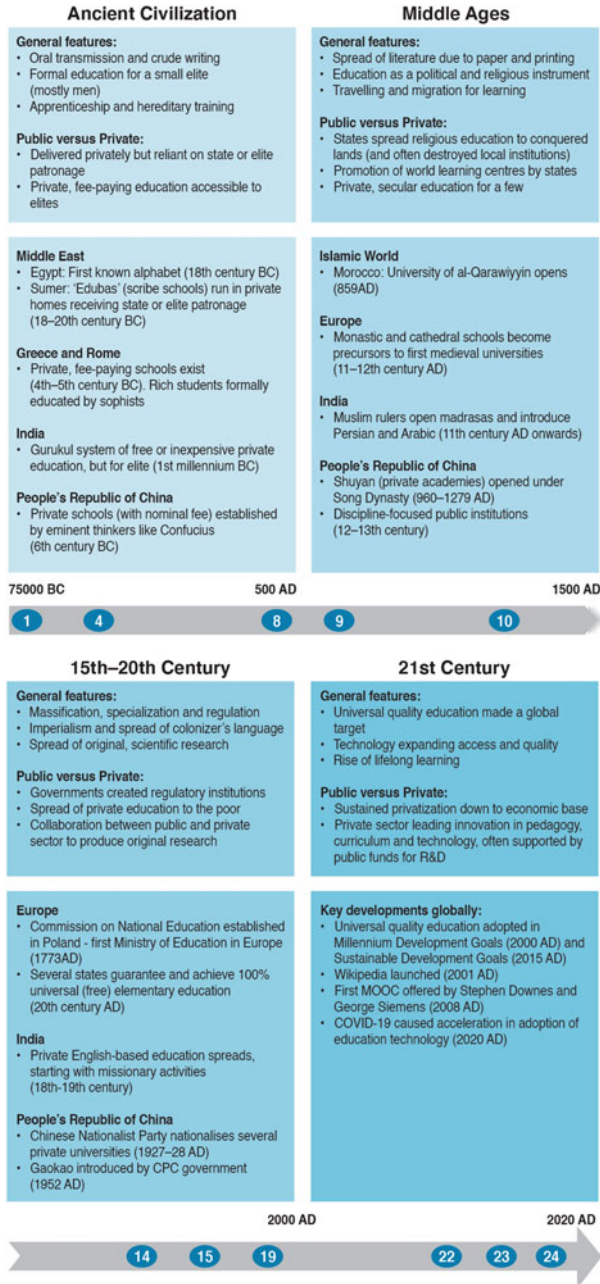 Ancient Civilization
General features:
• Oral transmission and crude writing
• Formal education for a small elite
(mostly men)
• Apprenticeship and hereditary training
Public versus Private:
• Delivered privately but reliant on state or elite
patronage
• Private, fee-paying education accessible to
elites
Middle East
• Egypt: First known alphabet (18th century BC)
• Sumer: ‘Edubas’ (scribe schools) run in private
homes receiving state or elite patronage
(18–20th century BC)
Greece and Rome
• Private, fee-paying schools exist
(4th–5th century BC). Rich students formally
educated by sophists
India
• Gurukul system of free or inexpensive private
education, but for elite (1st millennium BC)
People’s Republic of China
• Private schools (with nominal fee) established
by eminent thinkers like Confucius
(6th century BC)
Middle Ages
General features:
• Spread of literature due to paper and printing
• Education as a political and religious instrument
• Travelling and migration for learning
Public versus Private:
• States spread religious education to conquered
lands (and often destroyed local institutions)
• Promotion of world learning centres by states
• Private, secular education for a few
Islamic World
• Morocco: University of al-Qarawiyyin opens
(859AD)
Europe
• Monastic and cathedral schools become
precursors to first medieval universities
(11–12th century AD)
India
• Muslim rulers open madrasas and introduce
Persian and Arabic (11th century AD onwards)
People’s Republic of China
• Shuyan (private academies) opened under
Song Dynasty (960–1279 AD)
• Discipline-focused public institutions
(12–13th century)
75000 BC 500 AD 1500 AD
1 4 8 9 10
15th–20th Century
General features:
• Massification, specialization and regulation
• Imperialism and spread of colonizer’s language
• Spread of original, scientific research
Public versus Private:
• Governments created regulatory institutions
• Spread of private education to the poor
• Collaboration between public and private
sector to produce original research
Europe
• Commission on National Education established
in Poland - first Ministry of Education in Europe
(1773AD)
• Several states guarantee and achieve 100%
universal (free) elementary education
(20th century AD)
India
• Private English-based education spreads,
starting with missionary activities
(18th-19th century)
People’s Republic of China
• Chinese Nationalist Party nationalises several
private universities (1927–28 AD)
• Gaokao introduced by CPC government
(1952 AD)
21st Century
General features:
• Universal quality education made a global
target
• Technology expanding access and quality
• Rise of lifelong learning
Public versus Private:
• Sustained privatization down to economic base
• Private sector leading innovation in pedagogy,
curriculum and technology, often supported by
public funds for R&D
Key developments globally:
• Universal quality education adopted in
Millennium Development Goals (2000 AD) and
Sustainable Development Goals (2015 AD)
• Wikipedia launched (2001 AD)
• First MOOC offered by Stephen Downes and
George Siemens (2008 AD)
• COVID-19 caused acceleration in adoption of
education technology (2020 AD)
2000 AD 2020 AD
14 15 19 22 23 24